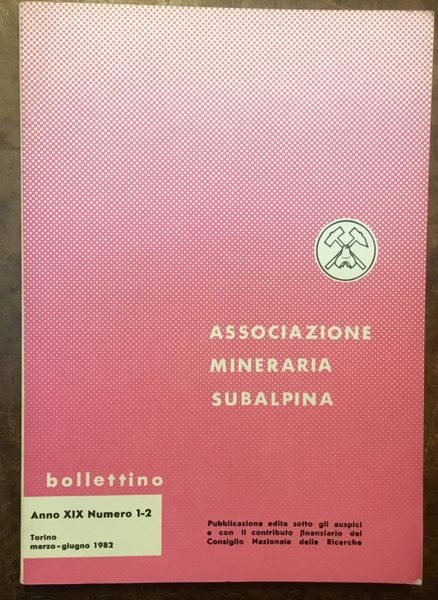 ASSOCIAZIONE
MINERARIA
SUBALPINA
bollettino
Anno XIX Numero 1-2
Torino
marzo-giugno 1982
Pubblicazione edita sotto gli auspici
e con il contributo finanziario del
Consiglio Nazionale delle Ricerche